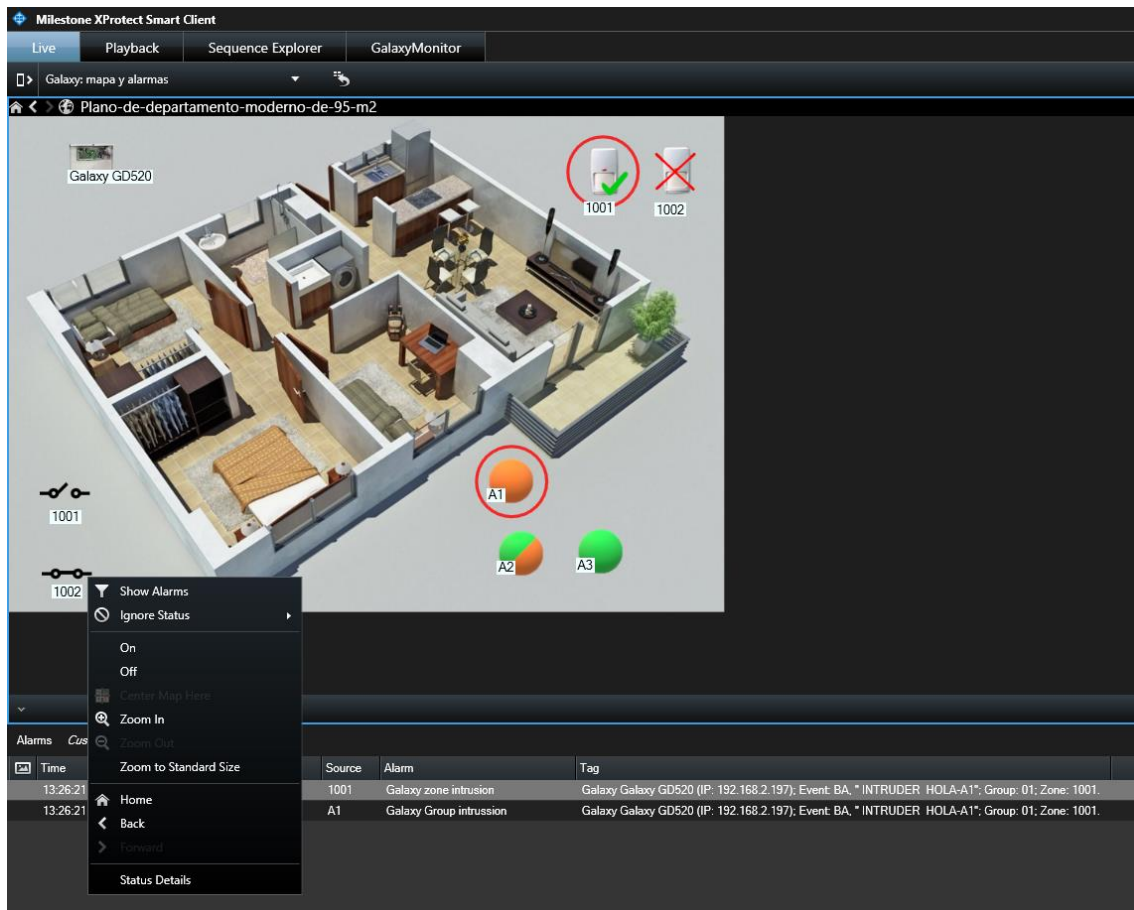 Milestone XProtect Smart Client
Live Playback Sequence Explorer GalaxyMonitor
Galaxy: mapa y alarmas
Plano-de-departamento-moderno-de-95-m2
Galaxy GD520
1001 1002
A1
1001
A2 A3
1002
Show Alarms
Ignore Status
On
Off
Center Map Here
Zoom In
Zoom Out
Zoom to Standard Size
Home
Back
Forward
Status Details
Alarms Cus
Time Source Alarm Tag
13:26:21 1001 Galaxy zone intrusion Galaxy Galaxy GD520 (IP: 192.168.2.197); Event: BA, " INTRUDER HOLA-A1"; Group: 01; Zone: 1001.
13:26:21 A1 Galaxy Group intrussion Galaxy Galaxy GD520 (IP: 192.168.2.197); Event: BA, " INTRUDER HOLA-A1"; Group: 01; Zone: 1001.